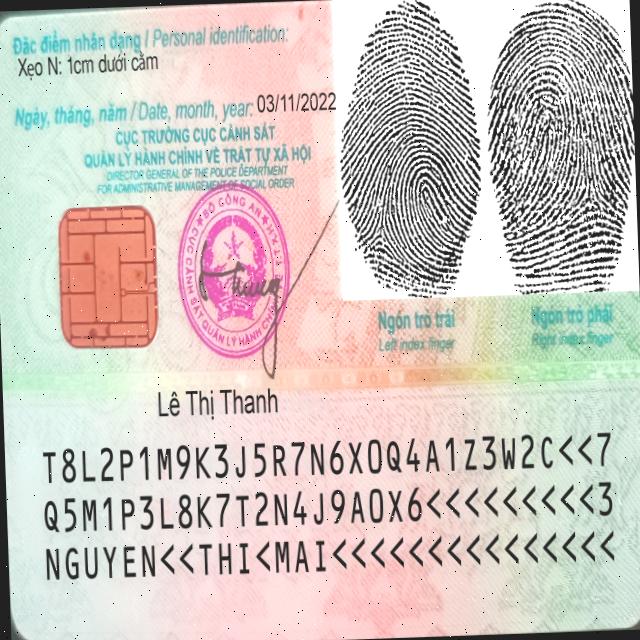 Đặc điểm nhân dạng / Personal identification:
Xẹo N: 1cm dưới cằm
Ngày, tháng, năm / Date, month, year: 03/11/2022
CỤC TRƯỞNG CỤC CẢNH SÁT
QUẢN LÝ HÀNH CHÍNH VỀ TRẬT TỰ XÃ HỘI
DIRECTOR GENERAL OF THE POLICE DEPARTMENT
FOR ADMINISTRATIVE MANAGEMENT OF SOCIAL ORDER
BỘ CÔNG AN
CỤC CẢNH SÁT QUẢN LÝ HÀNH
Ngón trỏ trái
Left index finger
Ngón trỏ phải
Right index finger
Lê Thị Thanh
T8L2P1M9K3J5R7N6X0Q4A1Z3W2C<<7
Q5M1P3L8K7T2N4J9A0X6<<<<<<<<<3
NGUYEN<<THI<MAI<<<<<<<<<<<<<<<